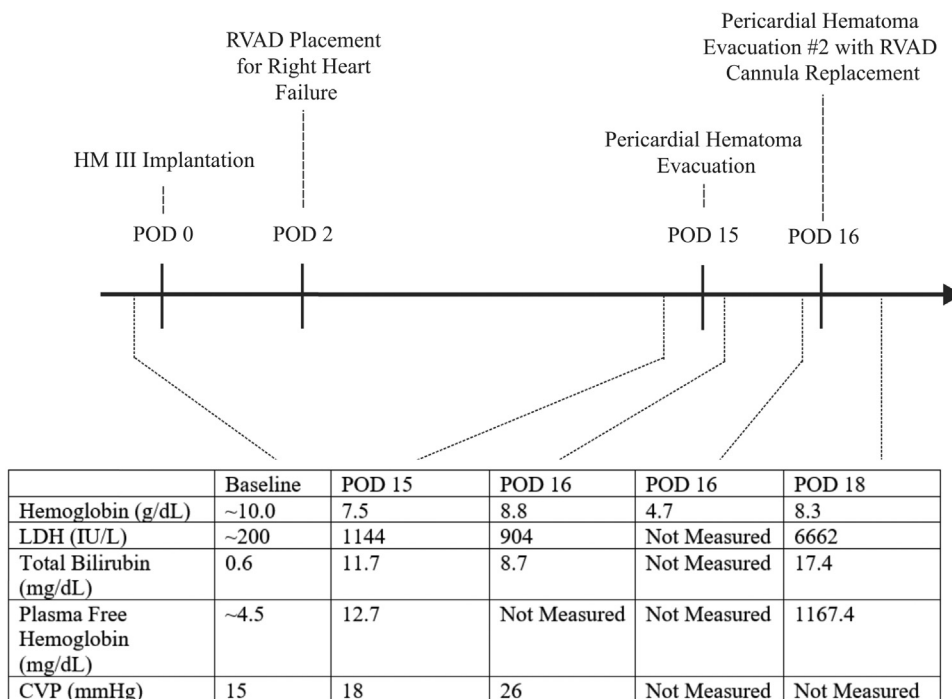 RVAD Placement
for Right Heart
Failure
Pericardial Hematoma
Evacuation #2 with RVAD
Cannula Replacement
HM III Implantation
Pericardial Hematoma
Evacuation
POD 0
POD 2
POD 15
POD 16
Baseline POD 15 POD 16 POD 16 POD 18
Hemoglobin (g/dL) ~10.0 7.5 8.8 4.7 8.3
LDH (IU/L) ~200 1144 904 Not Measured 6662
Total Bilirubin 0.6 11.7 8.7 Not Measured 17.4
(mg/dL)
Plasma Free ~4.5 12.7 Not Measured Not Measured 1167.4
Hemoglobin
(mg/dL)
CVP (mmHg) 15 18 26 Not Measured Not Measured